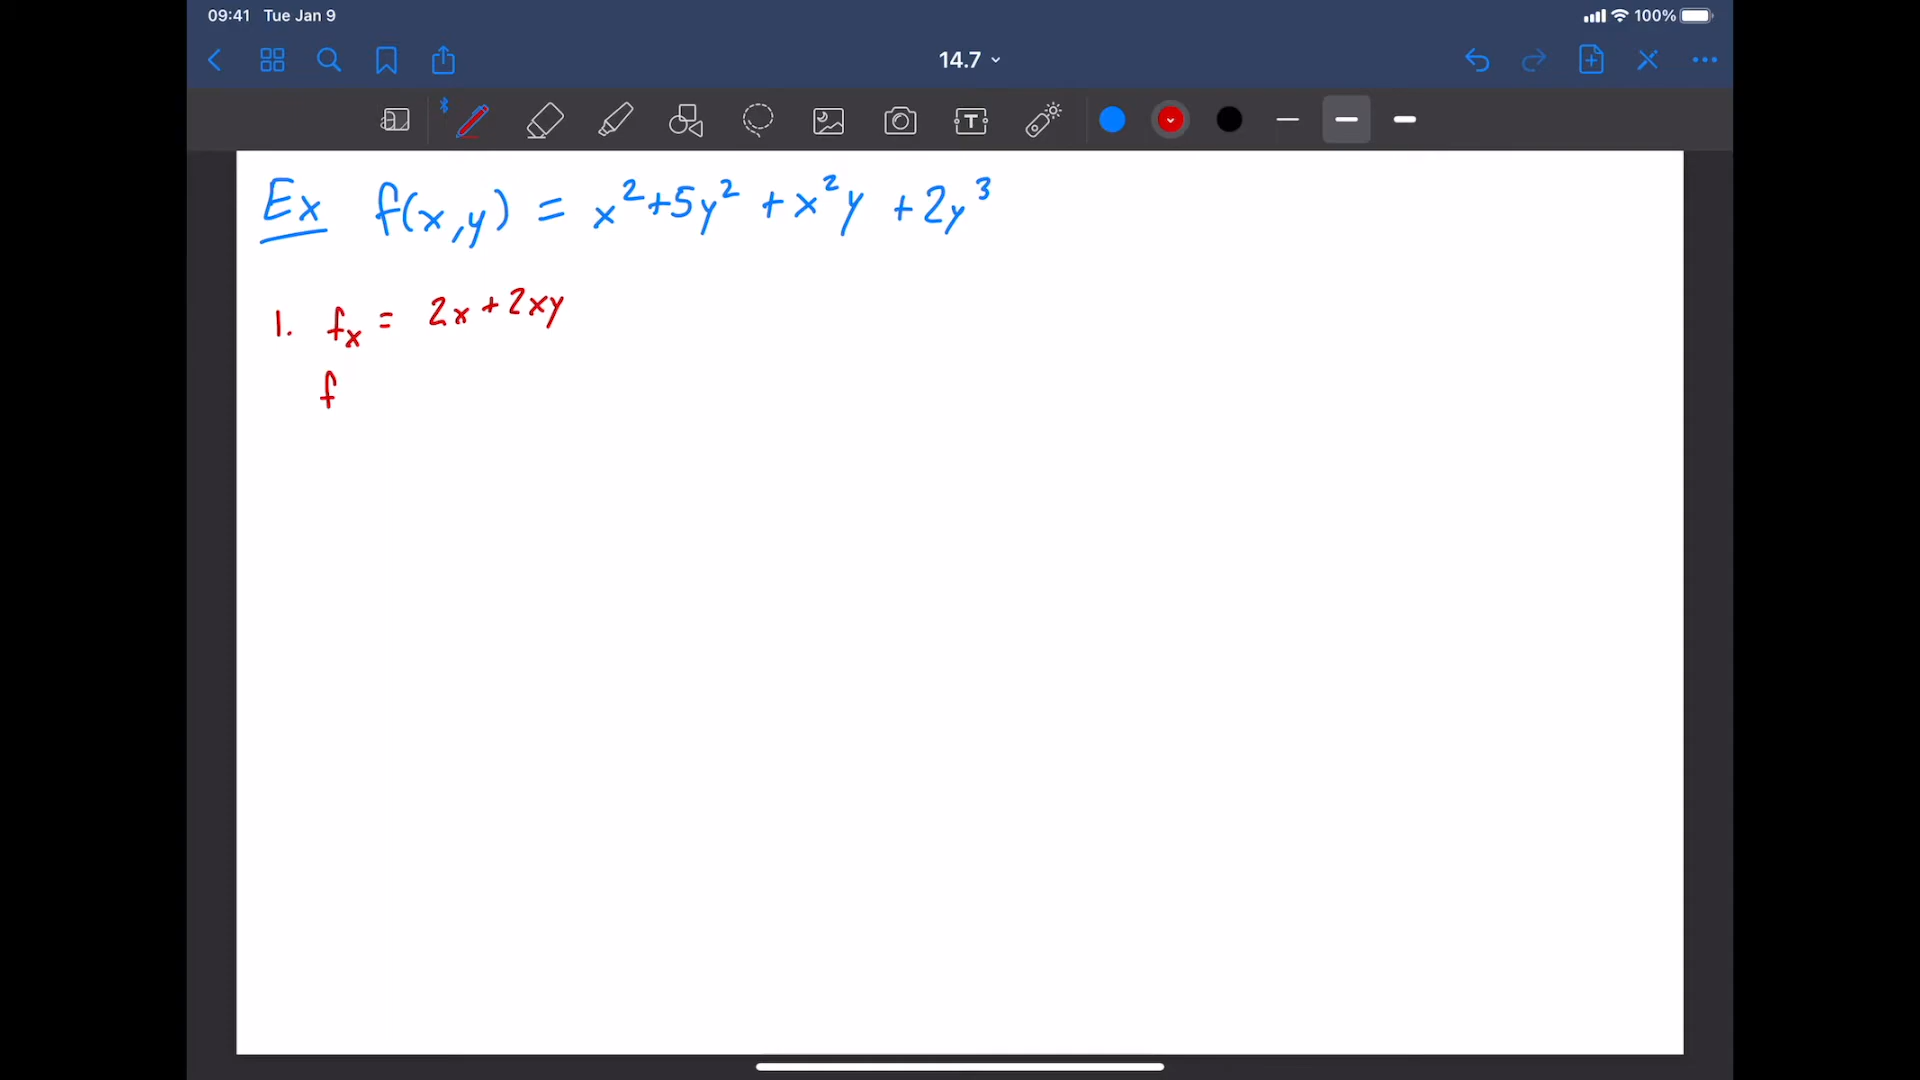 09:41 Tue Jan 9 100%
14.7
T
Ex f(x,y) = x²+5y² + x²y + 2y³
1. fₓ = 2x + 2xy
f